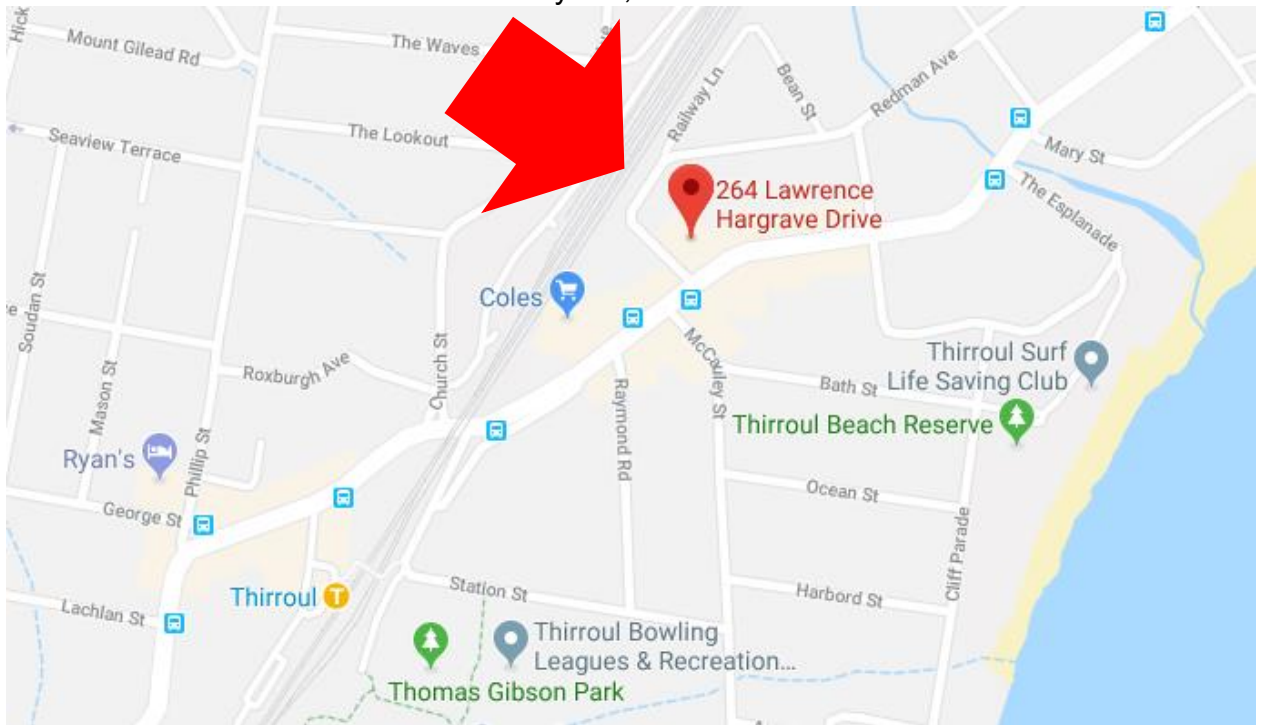 Hick
Mount Gilead Rd
The Waves
Railway Ln
Bean St
Redman Ave
Seaview Terrace
The Lookout
Mary St
264 Lawrence
Hargrave Drive
The Esplanade
Soudan St
Coles
Mason St
Roxburgh Ave
Church St
McCauley St
Raymond Rd
Bath St
Thirroul Surf
Life Saving Club
Thirroul Beach Reserve
Ryan's
Phillip St
George St
Ocean St
Cliff Parade
Thirroul
T
Lachlan St
Station St
Harbord St
Thirroul Bowling
Leagues & Recreation...
Thomas Gibson Park